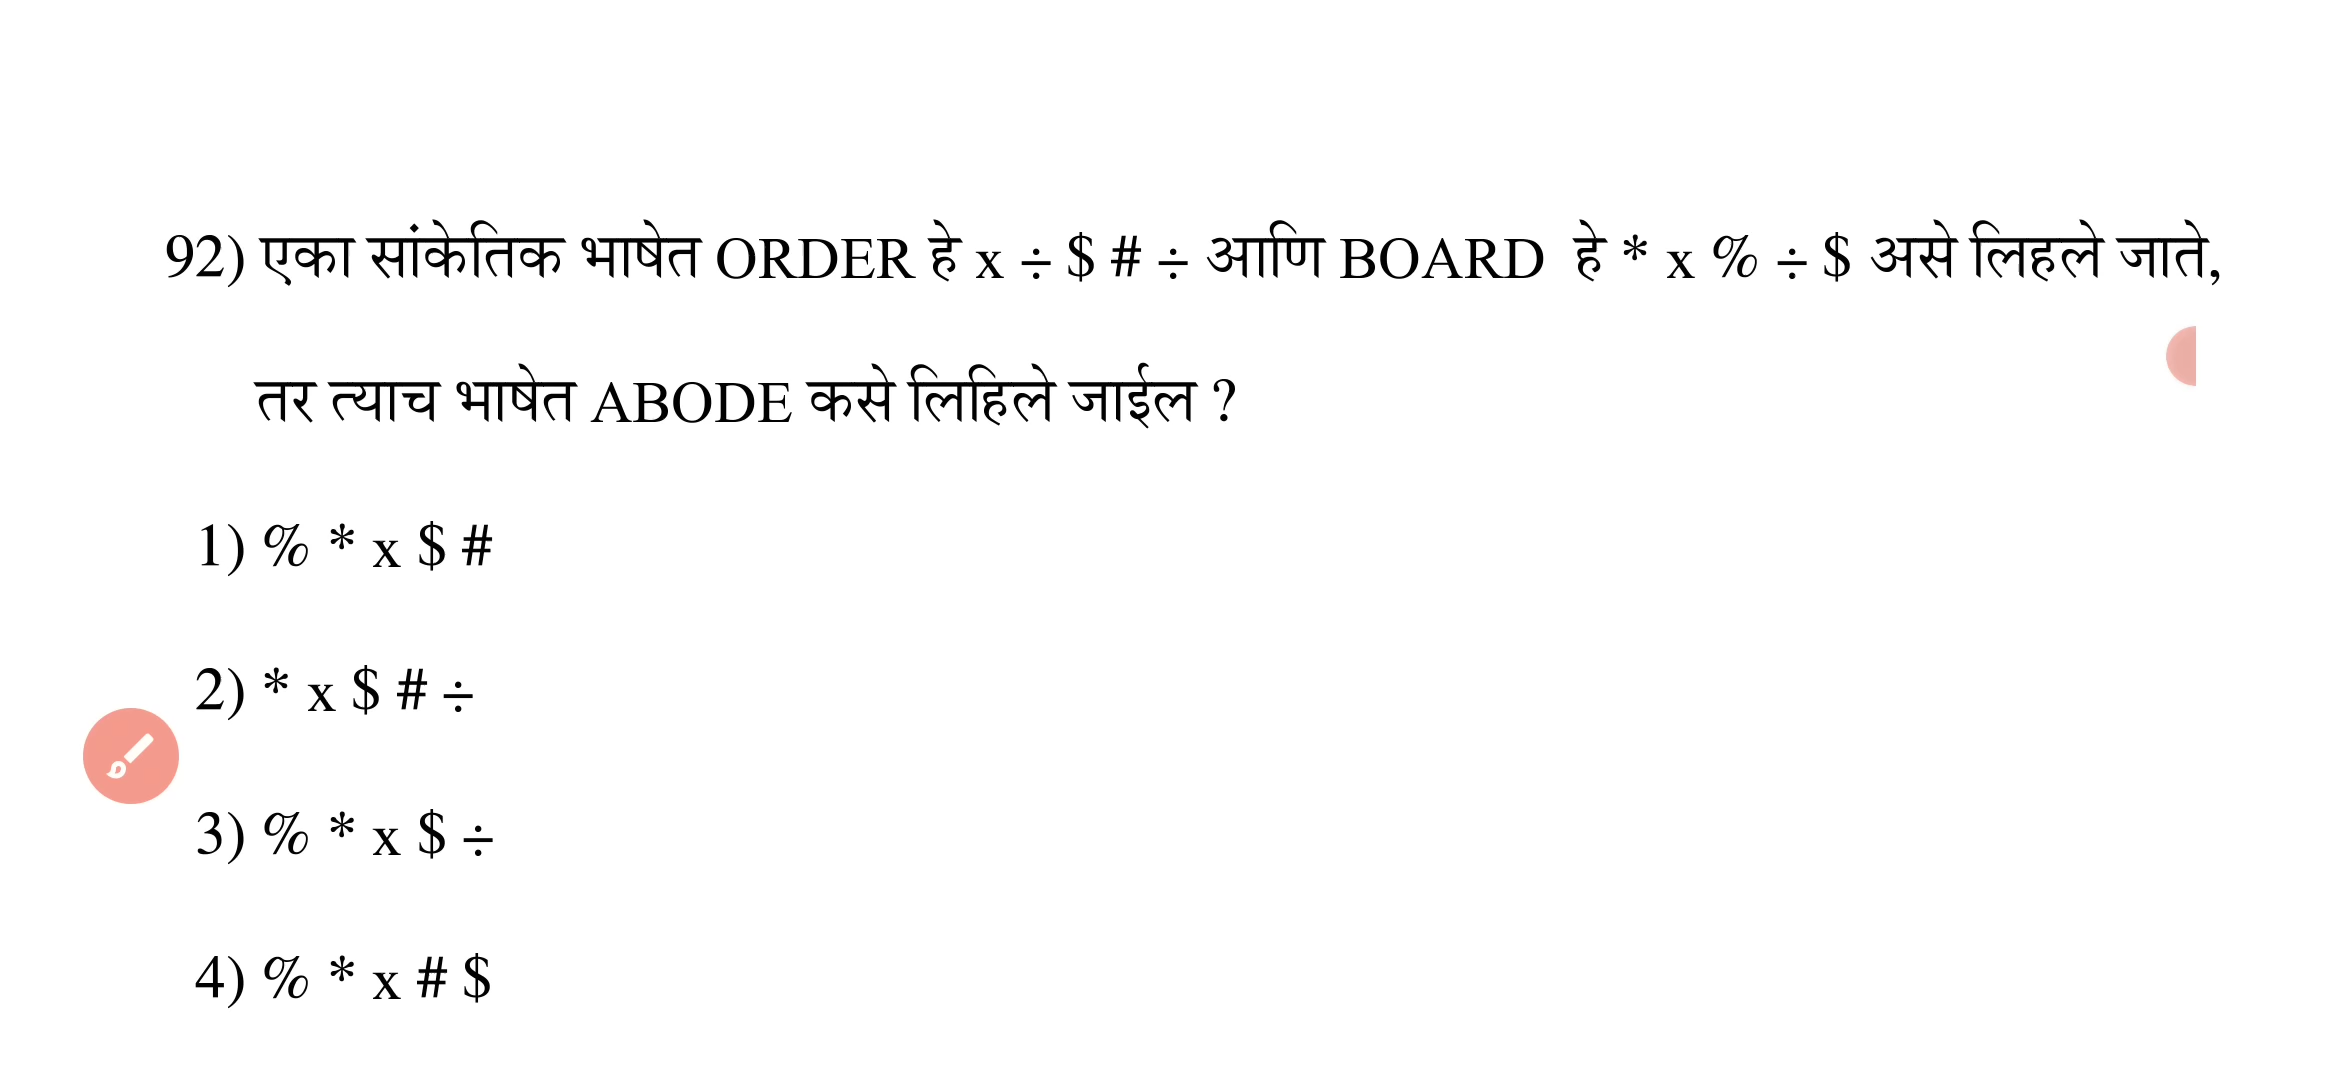 92) एका सांकेतिक भाषेत ORDER हे x ÷ $ # ÷ आणि BOARD हे * x % ÷ $ असे लिहले जाते,
तर त्याच भाषेत ABODE कसे लिहिले जाईल ?
1) % * x $ #
2) * x $ # ÷
3) % * x $ ÷
4) % * x # $